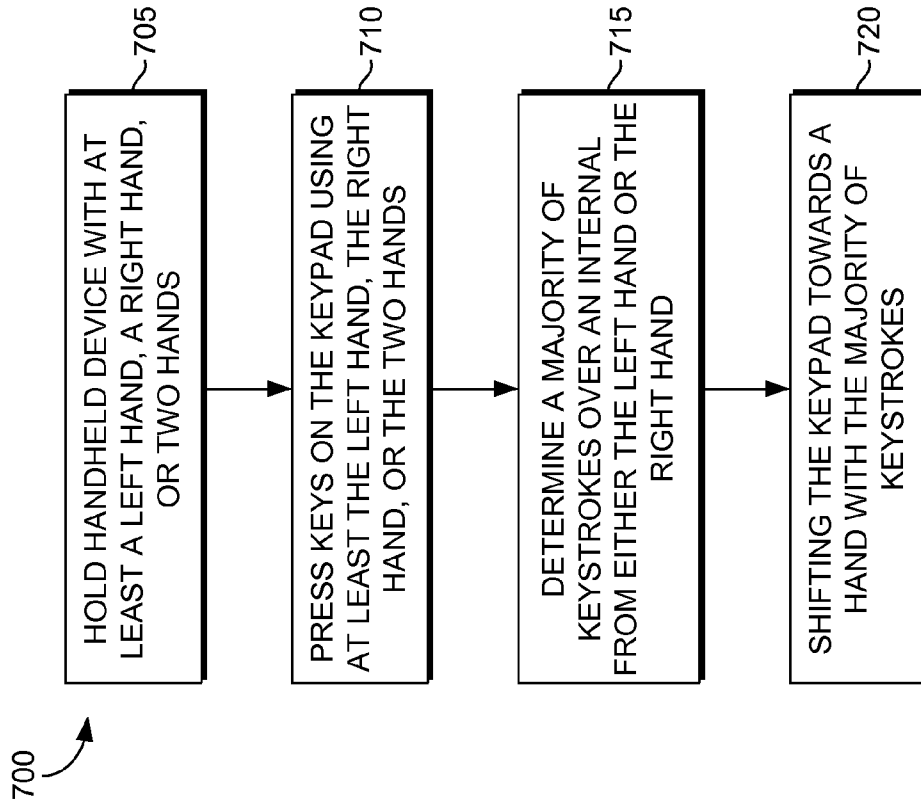 700
HOLD HANDHELD DEVICE WITH AT
LEAST A LEFT HAND, A RIGHT HAND,
OR TWO HANDS
705
PRESS KEYS ON THE KEYPAD USING
AT LEAST THE LEFT HAND, THE RIGHT
HAND, OR THE TWO HANDS
710
DETERMINE A MAJORITY OF
KEYSTROKES OVER AN INTERNAL
FROM EITHER THE LEFT HAND OR THE
RIGHT HAND
715
SHIFTING THE KEYPAD TOWARDS A
HAND WITH THE MAJORITY OF
KEYSTROKES
720